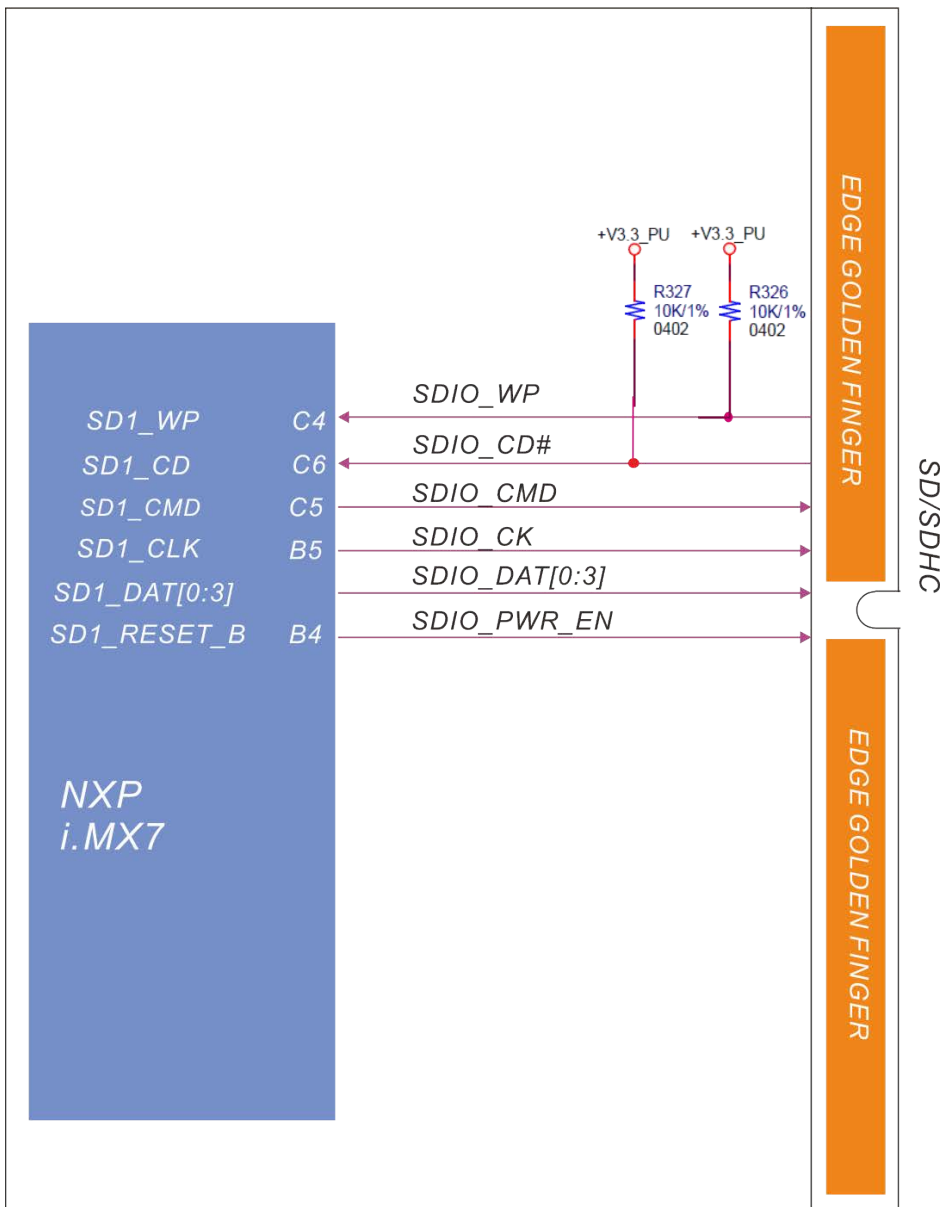 +V3.3_PU
+V3.3_PU
R327
10K/1%
0402
R326
10K/1%
0402
SD1_WP C4
SDIO_WP
SD1_CD C6
SDIO_CD#
SD1_CMD C5
SDIO_CMD
SD1_CLK B5
SDIO_CK
SD1_DAT[0:3]
SDIO_DAT[0:3]
SD1_RESET_B B4
SDIO_PWR_EN
NXP
i.MX7
EDGE GOLDEN FINGER
EDGE GOLDEN FINGER
SD/SDHC